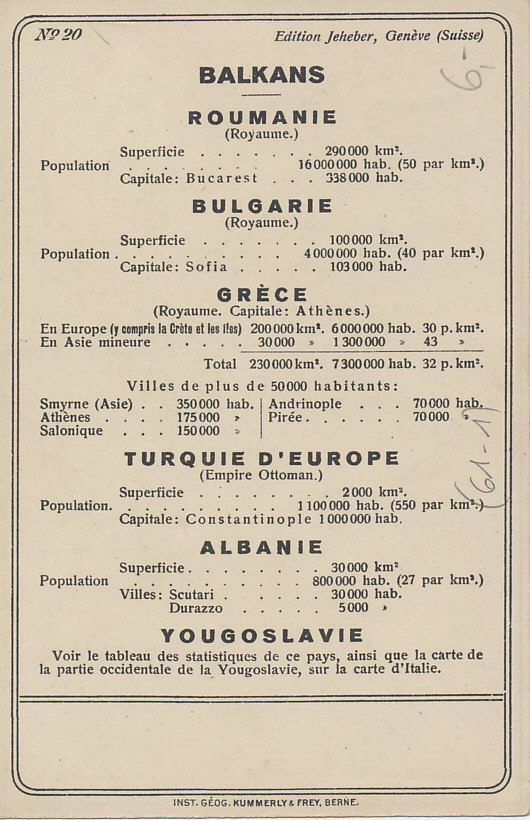 Nº 20 Edition Jeheber, Genève (Suisse)
6,-
BALKANS
ROUMANIE
(Royaume.)
Superficie . . . . . . . 290 000 km².
Population . . . . . . . . 16 000 000 hab. (50 par km².)
Capitale: Bucarest . . . 338 000 hab.
BULGARIE
(Royaume.)
Superficie . . . . . . . 100 000 km².
Population . . . . . . . . . 4 000 000 hab. (40 par km².)
Capitale: Sofia . . . . . 103 000 hab.
GRÈCE
(Royaume. Capitale: Athènes.)
En Europe (y compris la Crète et les îles) 200 000 km². 6 000 000 hab. 30 p. km².
En Asie mineure . . . . . 30 000 » 1 300 000 » 43 »
Total 230 000 km². 7 300 000 hab. 32 p. km².
Villes de plus de 50 000 habitants:
Smyrne (Asie) . . 350 000 hab. Andrinople . . . 70 000 hab.
Athènes . . . . 175 000 » Pirée . . . . . . 70 000 »
Salonique . . . 150 000 »
(61-1)
TURQUIE D'EUROPE
(Empire Ottoman.)
Superficie . . . . . . . . 2 000 km².
Population. . . . . . . . . 1 100 000 hab. (550 par km².)
Capitale: Constantinople 1 000 000 hab.
ALBANIE
Superficie . . . . . . . . 30 000 km²
Population . . . . . . . . . 800 000 hab. (27 par km².)
Villes: Scutari . . . . . . 30 000 hab.
Durazzo . . . . . 5 000 »
YOUGOSLAVIE
Voir le tableau des statistiques de ce pays, ainsi que la carte de
la partie occidentale de la Yougoslavie, sur la carte d'Italie.
INST. GÉOG. KUMMERLY & FREY, BERNE.